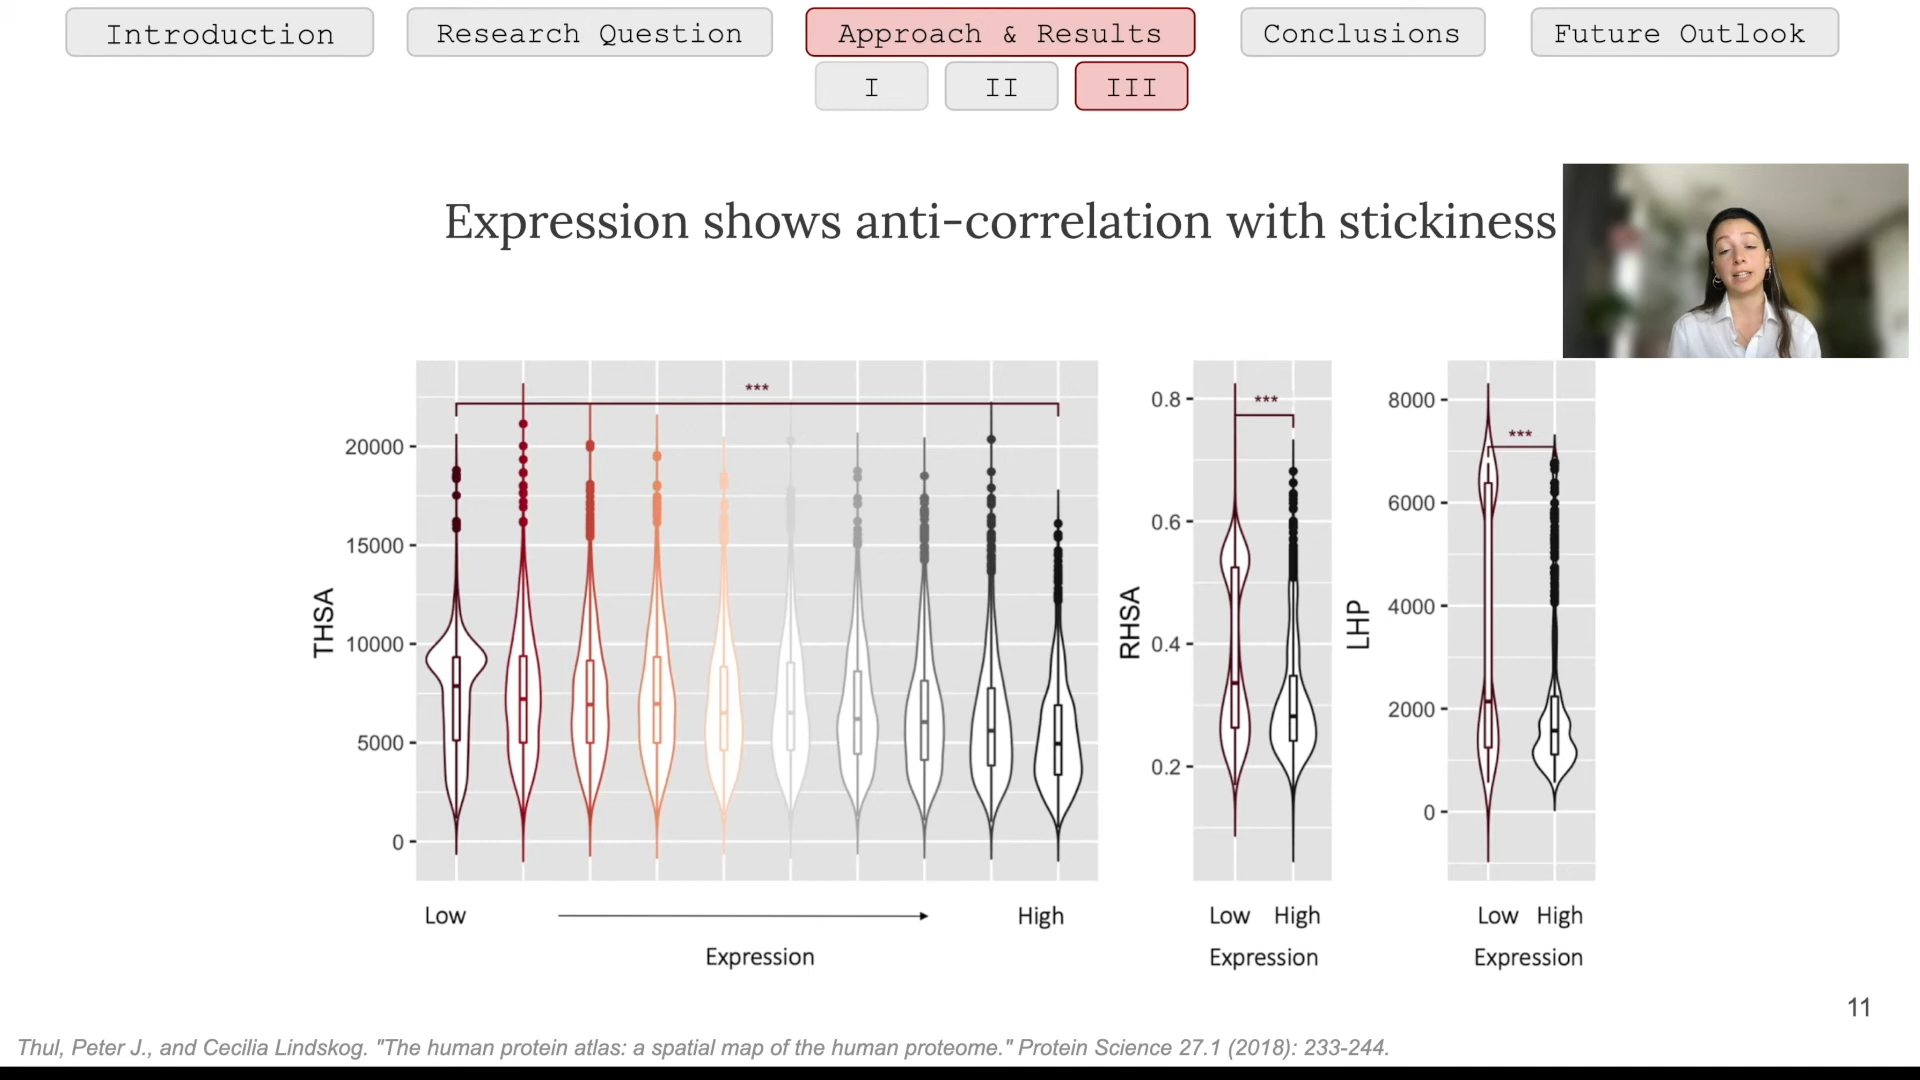 Introduction
Research Question
Approach & Results
Conclusions
Future Outlook
I
II
III
Expression shows anti-correlation with stickiness
***
20000
15000
10000
5000
0
THSA
Low
High
Expression
***
0.8
0.6
0.4
0.2
RHSA
Low High
Expression
***
8000
6000
4000
2000
0
LHP
Low High
Expression
11
Thul, Peter J., and Cecilia Lindskog. "The human protein atlas: a spatial map of the human proteome." Protein Science 27.1 (2018): 233-244.